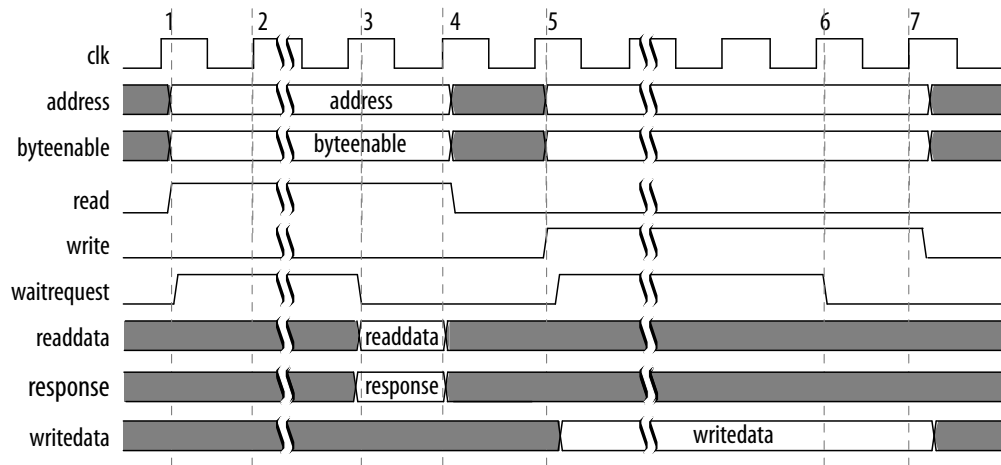 1 2 3 4 5 6 7
clk
address address
byteenable byteenable
read
write
waitrequest
readdata readdata
response response
writedata writedata